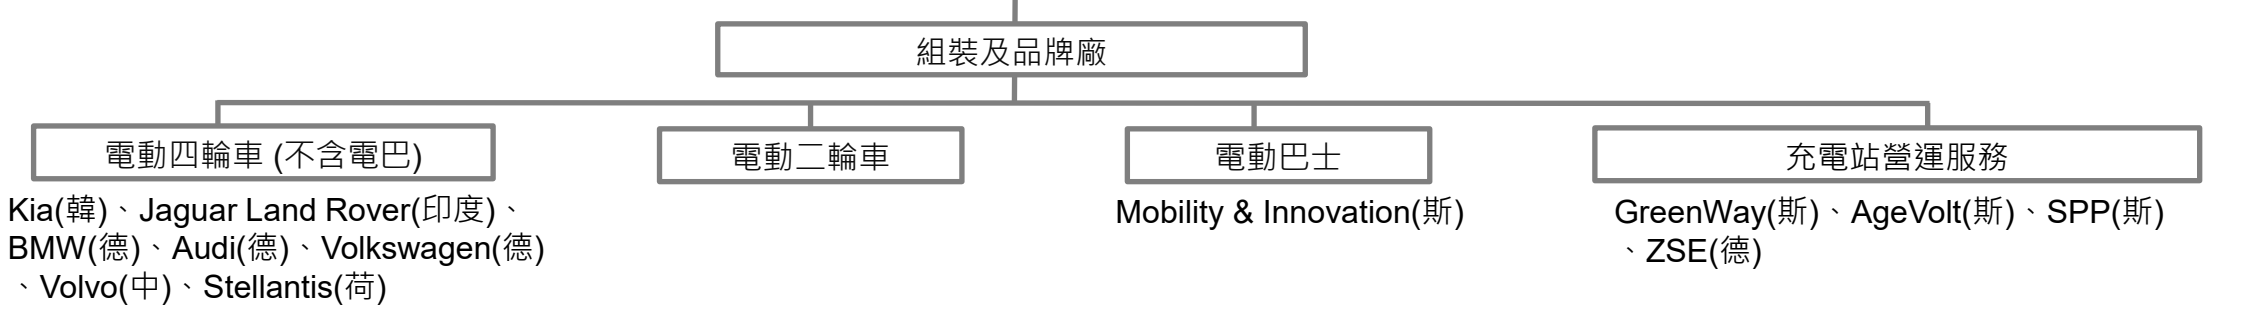 組裝及品牌廠
電動四輪車 (不含電巴)
電動二輪車
電動巴士
充電站營運服務
Kia(韓)、Jaguar Land Rover(印度)、
BMW(德)、Audi(德)、Volkswagen(德)
、Volvo(中)、Stellantis(荷)
Mobility & Innovation(斯)
GreenWay(斯)、AgeVolt(斯)、SPP(斯)
、ZSE(德)